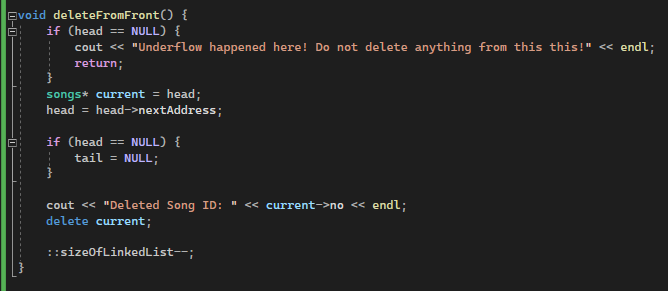 void deleteFromFront() {
    if (head == NULL) {
        cout << "Underflow happened here! Do not delete anything from this this!" << endl;
        return;
    }
    songs* current = head;
    head = head->nextAddress;

    if (head == NULL) {
        tail = NULL;
    }

    cout << "Deleted Song ID: " << current->no << endl;
    delete current;

    ::sizeOfLinkedList--;
}